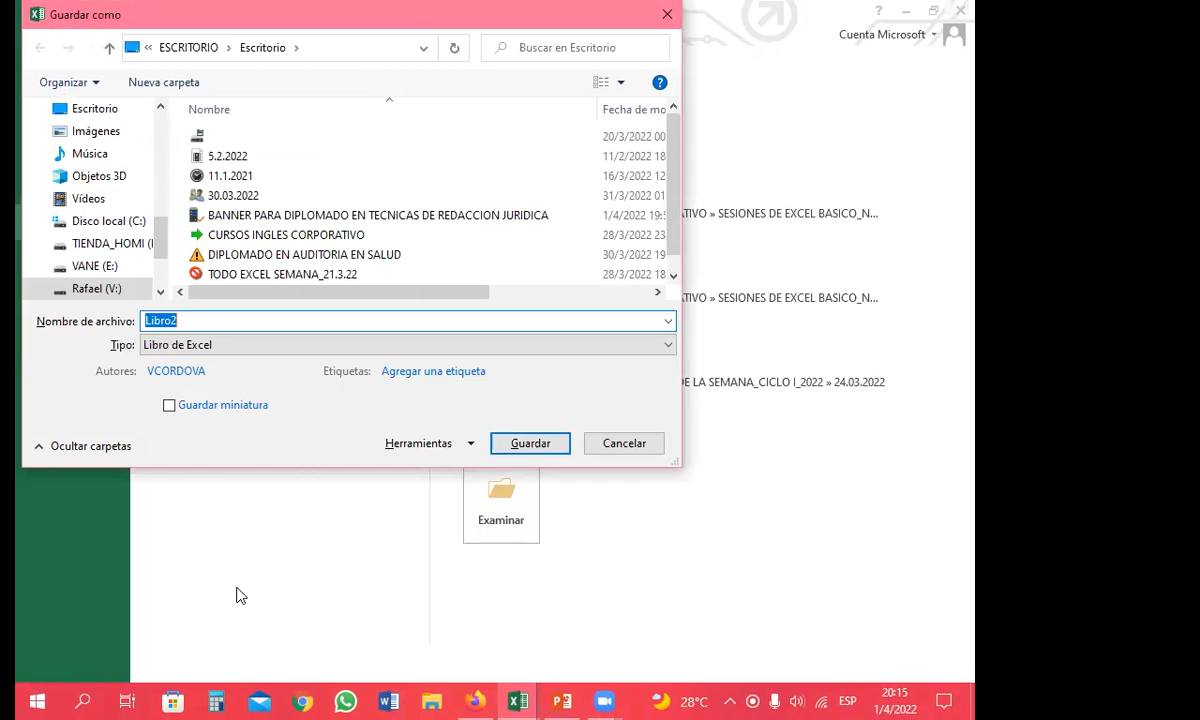 Guardar como
?
Cuenta Microsoft
« ESCRITORIO > Escritorio >
Buscar en Escritorio
Organizar
Nueva carpeta
?
Escritorio
Imágenes
Música
Objetos 3D
Vídeos
Disco local (C:)
TIENDA_HOMI (
VANE (E:)
Rafael (V:)
Nombre
Fecha de mo
20/3/2022 00
5.2.2022
11/2/2022 18
11.1.2021
16/3/2022 12
30.03.2022
31/3/2022 01
BANNER PARA DIPLOMADO EN TECNICAS DE REDACCION JURIDICA
1/4/2022 19:5
CURSOS INGLES CORPORATIVO
28/3/2022 23
DIPLOMADO EN AUDITORIA EN SALUD
30/3/2022 19
TODO EXCEL SEMANA_21.3.22
28/3/2022 18
ATIVO » SESIONES DE EXCEL BASICO_N...
ATIVO » SESIONES DE EXCEL BASICO_N...
DE LA SEMANA_CICLO I_2022 » 24.03.2022
Nombre de archivo: Libro2
Tipo: Libro de Excel
Autores: VCORDOVA
Etiquetas: Agregar una etiqueta
Guardar miniatura
Ocultar carpetas
Herramientas
Guardar
Cancelar
Examinar
28°C
ESP
20:15
1/4/2022